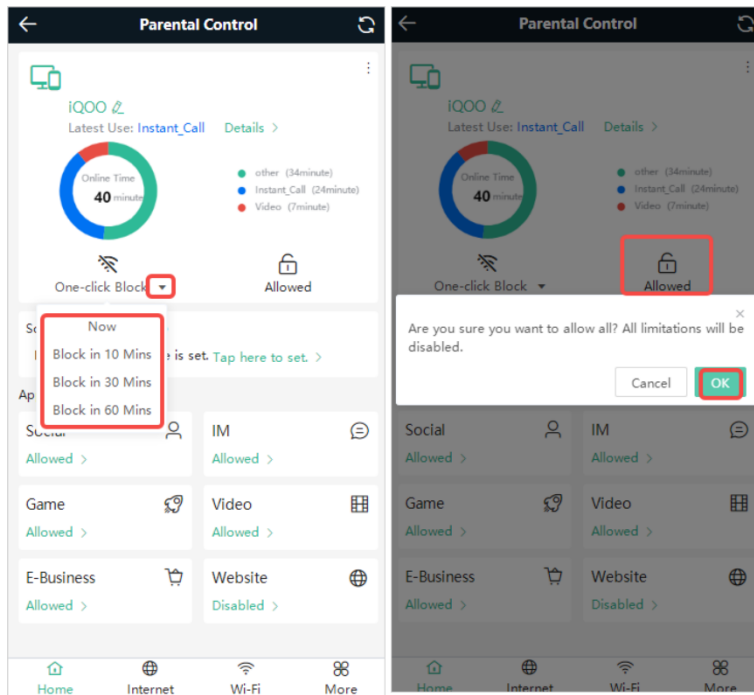 Parental Control
iQOO
Latest Use: Instant_Call Details >
Online Time
40 minute
other (34minute)
Instant_Call (24minute)
Video (7minute)
One-click Block
Allowed
Now
Block in 10 Mins
Block in 30 Mins
Block in 60 Mins
is set. Tap here to set. >
Ap
Social
Allowed >
IM
Allowed >
Game
Allowed >
Video
Allowed >
E-Business
Allowed >
Website
Disabled >
Home
Internet
Wi-Fi
More
Parental Control
iQOO
Latest Use: Instant_Call Details >
Online Time
40 minute
other (34minute)
Instant_Call (24minute)
Video (7minute)
One-click Block
Allowed
Are you sure you want to allow all? All limitations will be
disabled.
Cancel
OK
Social
Allowed >
IM
Allowed >
Game
Allowed >
Video
Allowed >
E-Business
Allowed >
Website
Disabled >
Home
Internet
Wi-Fi
More